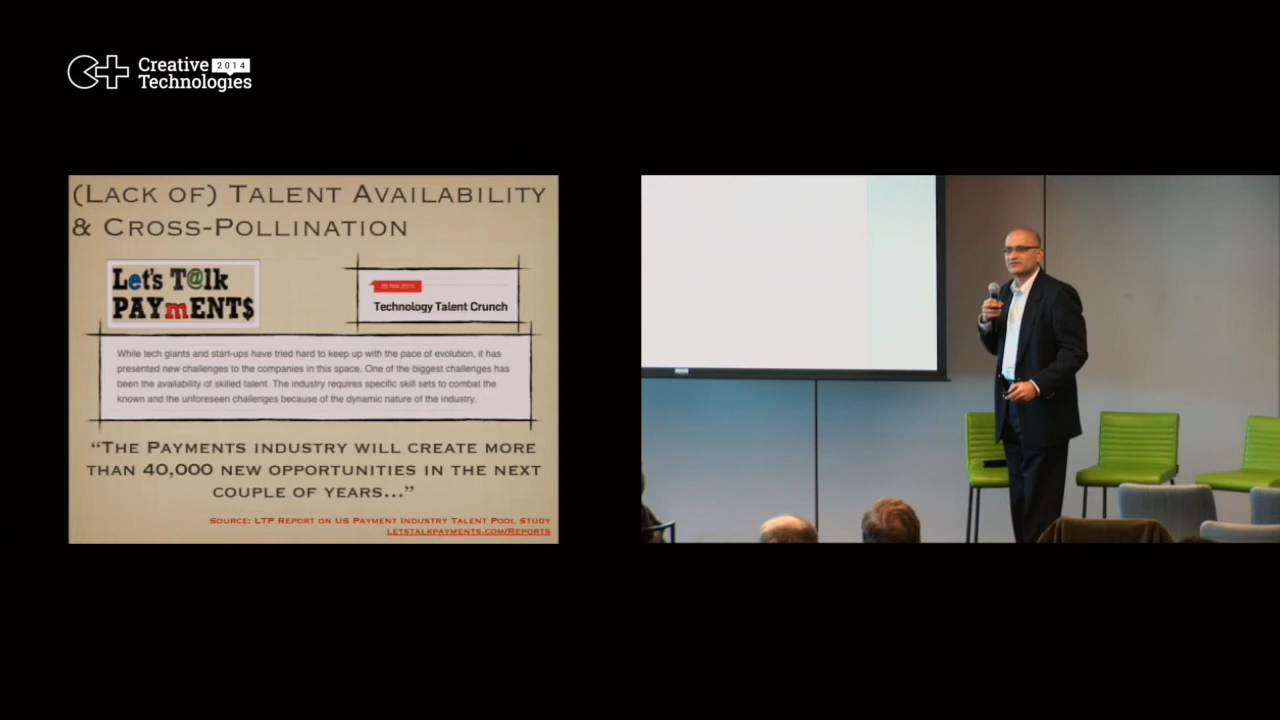 Creative 2014
Technologies
(Lack of) Talent Availability
& Cross-Pollination
Let's T@lk
PAYmENT$
Technology Talent Crunch
While tech giants and start-ups have tried hard to keep up with the pace of evolution, it has
presented new challenges to the companies in this space. One of the biggest challenges has
been the availability of skilled talent. The industry requires specific skill sets to combat the
known and the unforeseen challenges because of the dynamic nature of the industry.
“The Payments industry will create more
than 40,000 new opportunities in the next
couple of years...”
Source: LTP Report on US Payment Industry Talent Pool Study
letstalkpayments.com/Reports